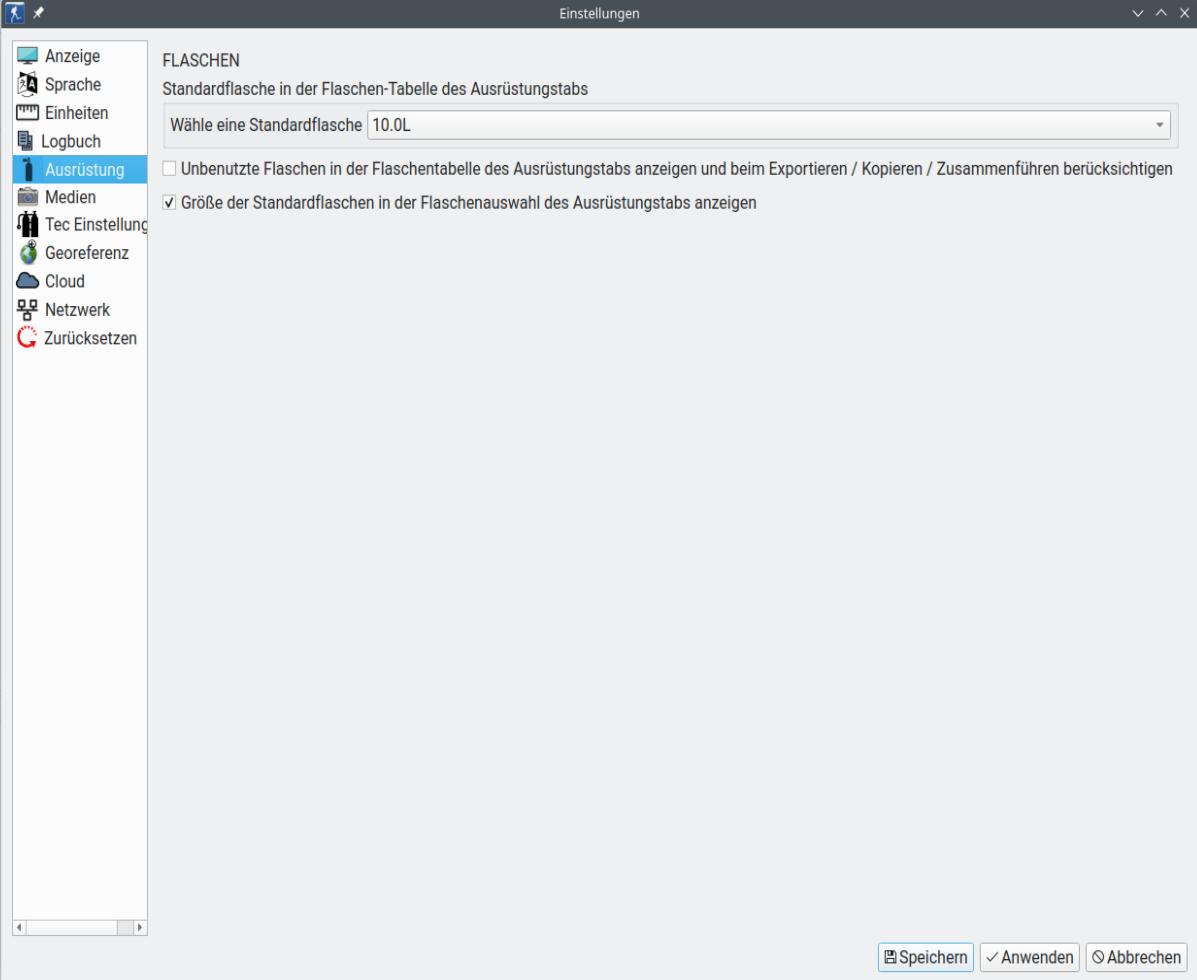 Einstellungen
Anzeige
Sprache
Einheiten
Logbuch
Ausrüstung
Medien
Tec Einstellung
Georeferenz
Cloud
Netzwerk
Zurücksetzen
FLASCHEN
Standardflasche in der Flaschen-Tabelle des Ausrüstungstabs
Wähle eine Standardflasche 10.0L
Unbenutzte Flaschen in der Flaschentabelle des Ausrüstungstabs anzeigen und beim Exportieren / Kopieren / Zusammenführen berücksichtigen
Größe der Standardflaschen in der Flaschenauswahl des Ausrüstungstabs anzeigen
Speichern Anwenden Abbrechen